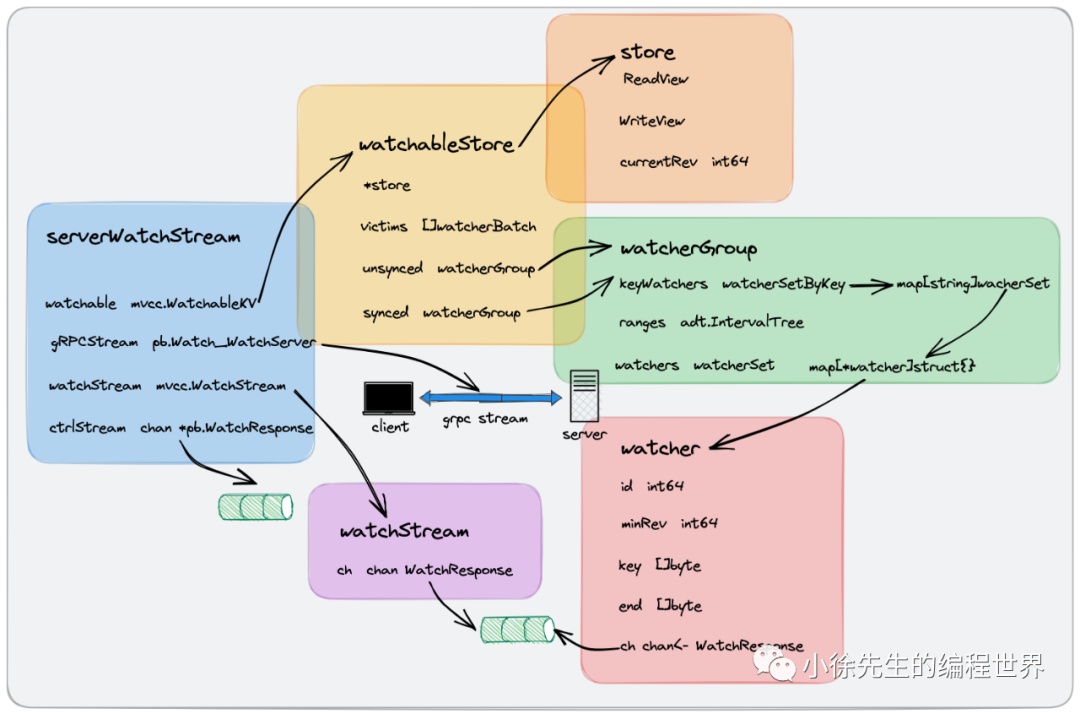 store
ReadView
WriteView
currentRev int64
watchableStore
*store
victims []watcherBatch
unsynced watcherGroup
synced watcherGroup
serverWatchStream
watchable mvcc.WatchableKV
gRPCStream pb.Watch_WatchServer
watchStream mvcc.WatchStream
ctrlStream chan *pb.WatchResponse
watcherGroup
keyWatchers watcherSetByKey map[string]wacherSet
ranges adt.IntervalTree
watchers watcherSet map[*watcher]struct{}
client
grpc stream
server
watchStream
ch chan WatchResponse
watcher
id int64
minRev int64
key []byte
end []byte
ch chan<- WatchResponse
小徐先生的编程世界